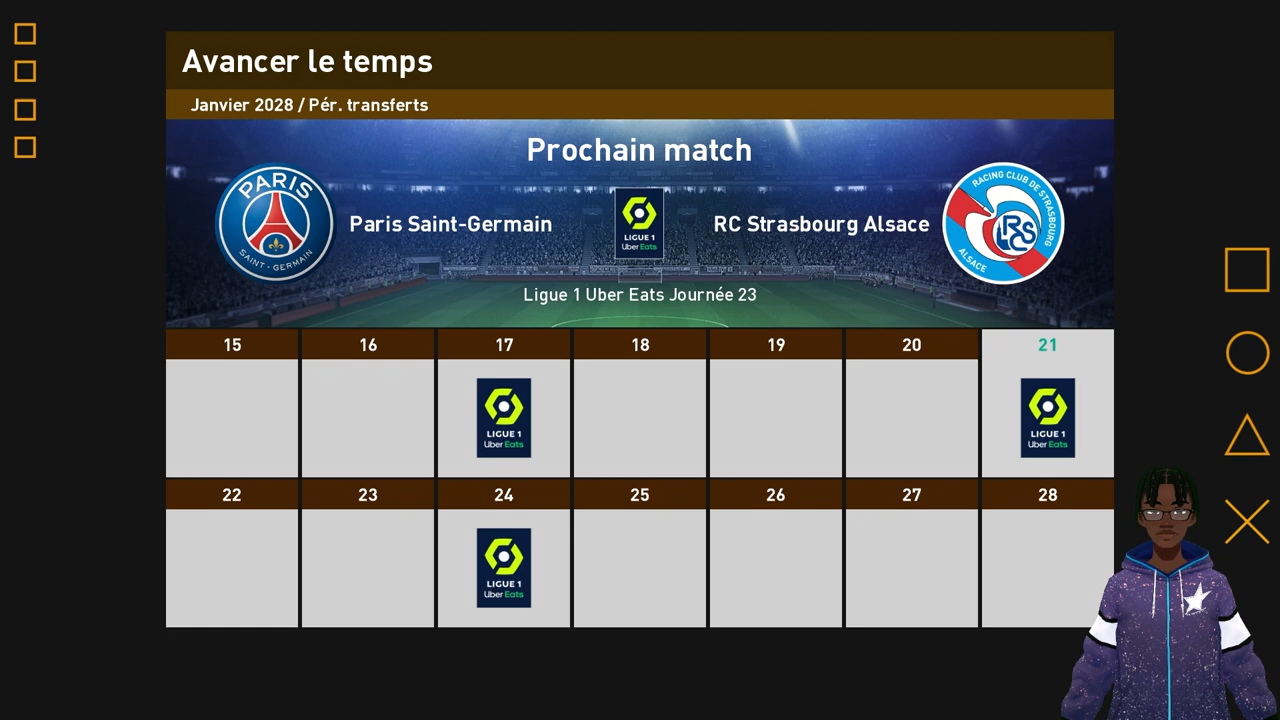 Avancer le temps
Janvier 2028 / Pér. transferts
Prochain match
PARIS
SAINT-GERMAIN
Paris Saint-Germain
LIGUE 1
Uber Eats
RC Strasbourg Alsace
RACING CLUB DE STRASBOURG
RCS
ALSACE
Ligue 1 Uber Eats Journée 23
15 16 17 18 19 20 21
LIGUE 1
Uber Eats
LIGUE 1
Uber Eats
22 23 24 25 26 27 28
LIGUE 1
Uber Eats